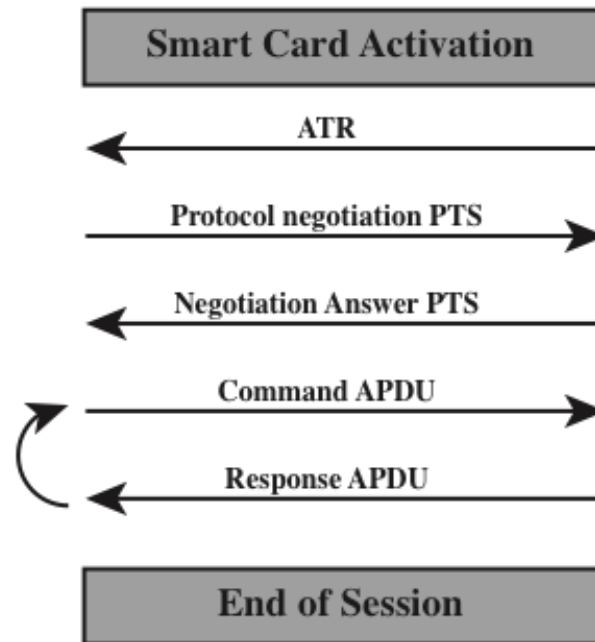 Smart Card Activation
ATR
Protocol negotiation PTS
Negotiation Answer PTS
Command APDU
Response APDU
End of Session